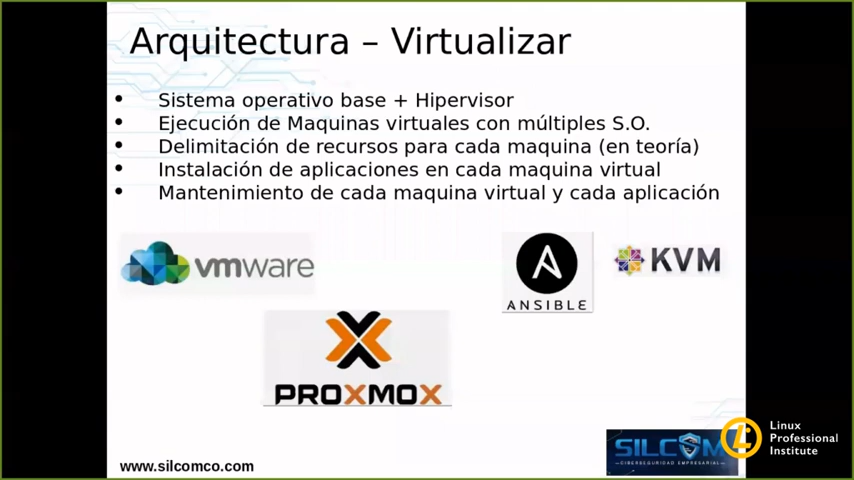 Arquitectura – Virtualizar
• Sistema operativo base + Hipervisor
• Ejecución de Maquinas virtuales con múltiples S.O.
• Delimitación de recursos para cada maquina (en teoría)
• Instalación de aplicaciones en cada maquina virtual
• Mantenimiento de cada maquina virtual y cada aplicación
vmware
ANSIBLE
KVM
PROXMOX
www.silcomco.com
SILCOM
CIBERSEGURIDAD EMPRESARIAL
Linux
Professional
Institute